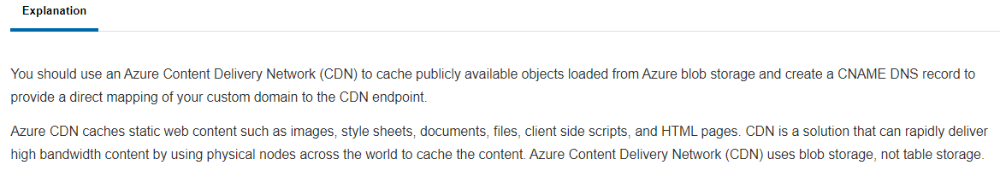 Explanation
You should use an Azure Content Delivery Network (CDN) to cache publicly available objects loaded from Azure blob storage and create a CNAME DNS record to
provide a direct mapping of your custom domain to the CDN endpoint.
Azure CDN caches static web content such as images, style sheets, documents, files, client side scripts, and HTML pages. CDN is a solution that can rapidly deliver
high bandwidth content by using physical nodes across the world to cache the content. Azure Content Delivery Network (CDN) uses blob storage, not table storage.